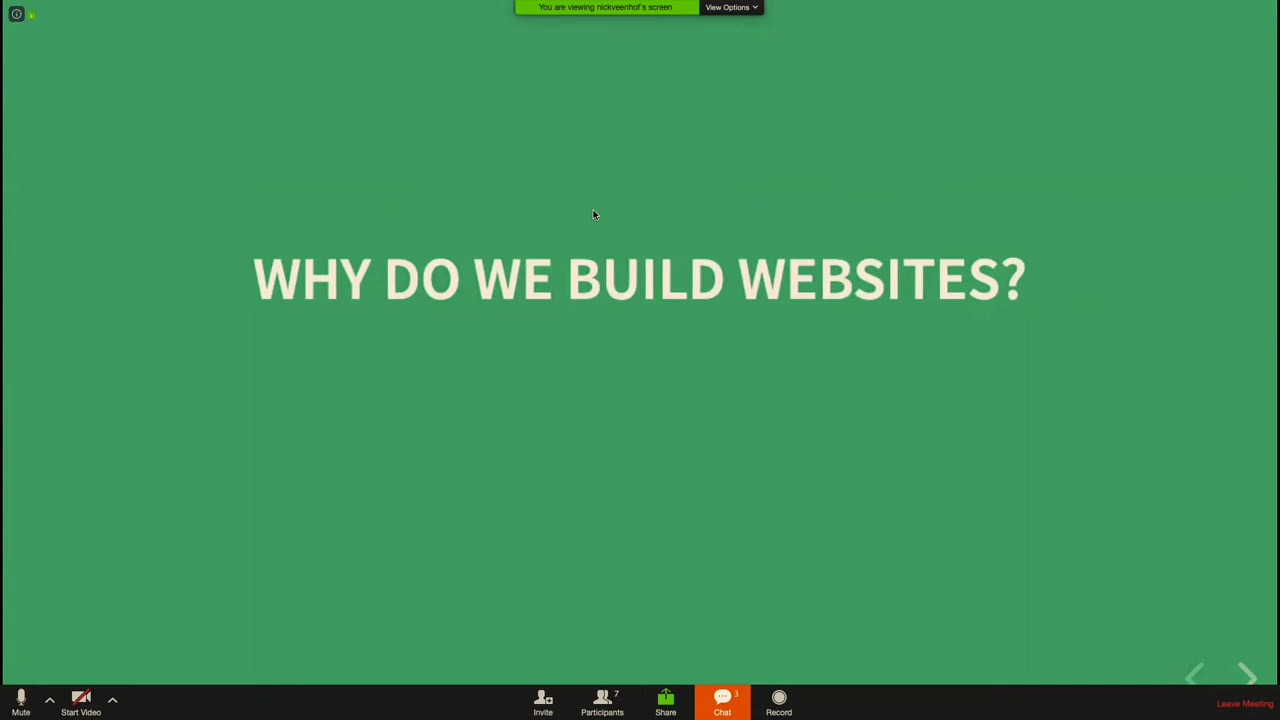 You are viewing nickveenhof's screen
View Options
WHY DO WE BUILD WEBSITES?
Mute
Start Video
Invite
7
Participants
Share
3
Chat
Record
Leave Meeting